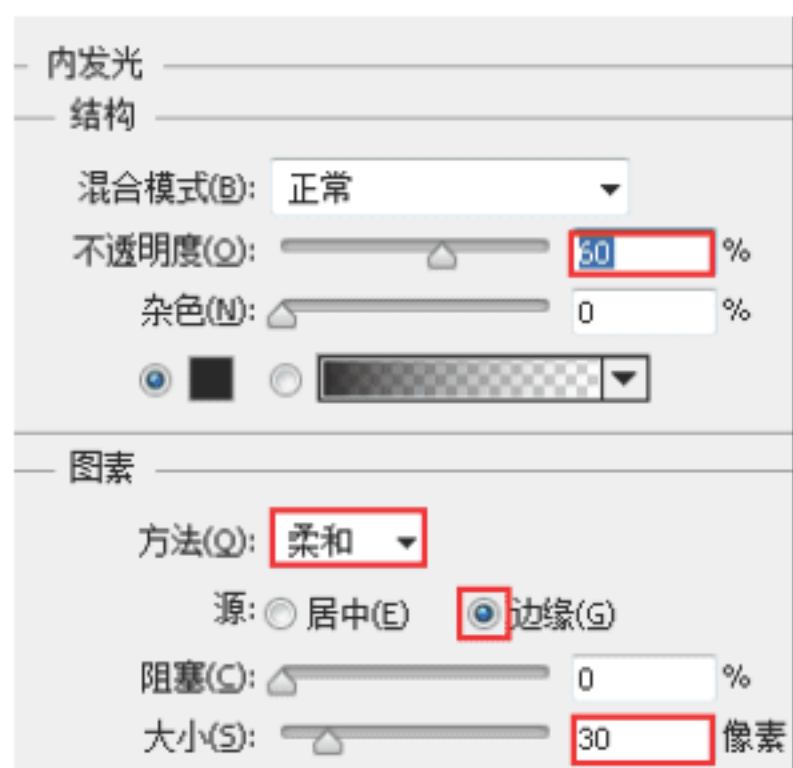 内发光
结构
混合模式(B): 正常
不透明度(O): 60 %
杂色(N): 0 %
图素
方法(Q): 柔和
源: 居中(E) 边缘(G)
阻塞(C): 0 %
大小(S): 30 像素